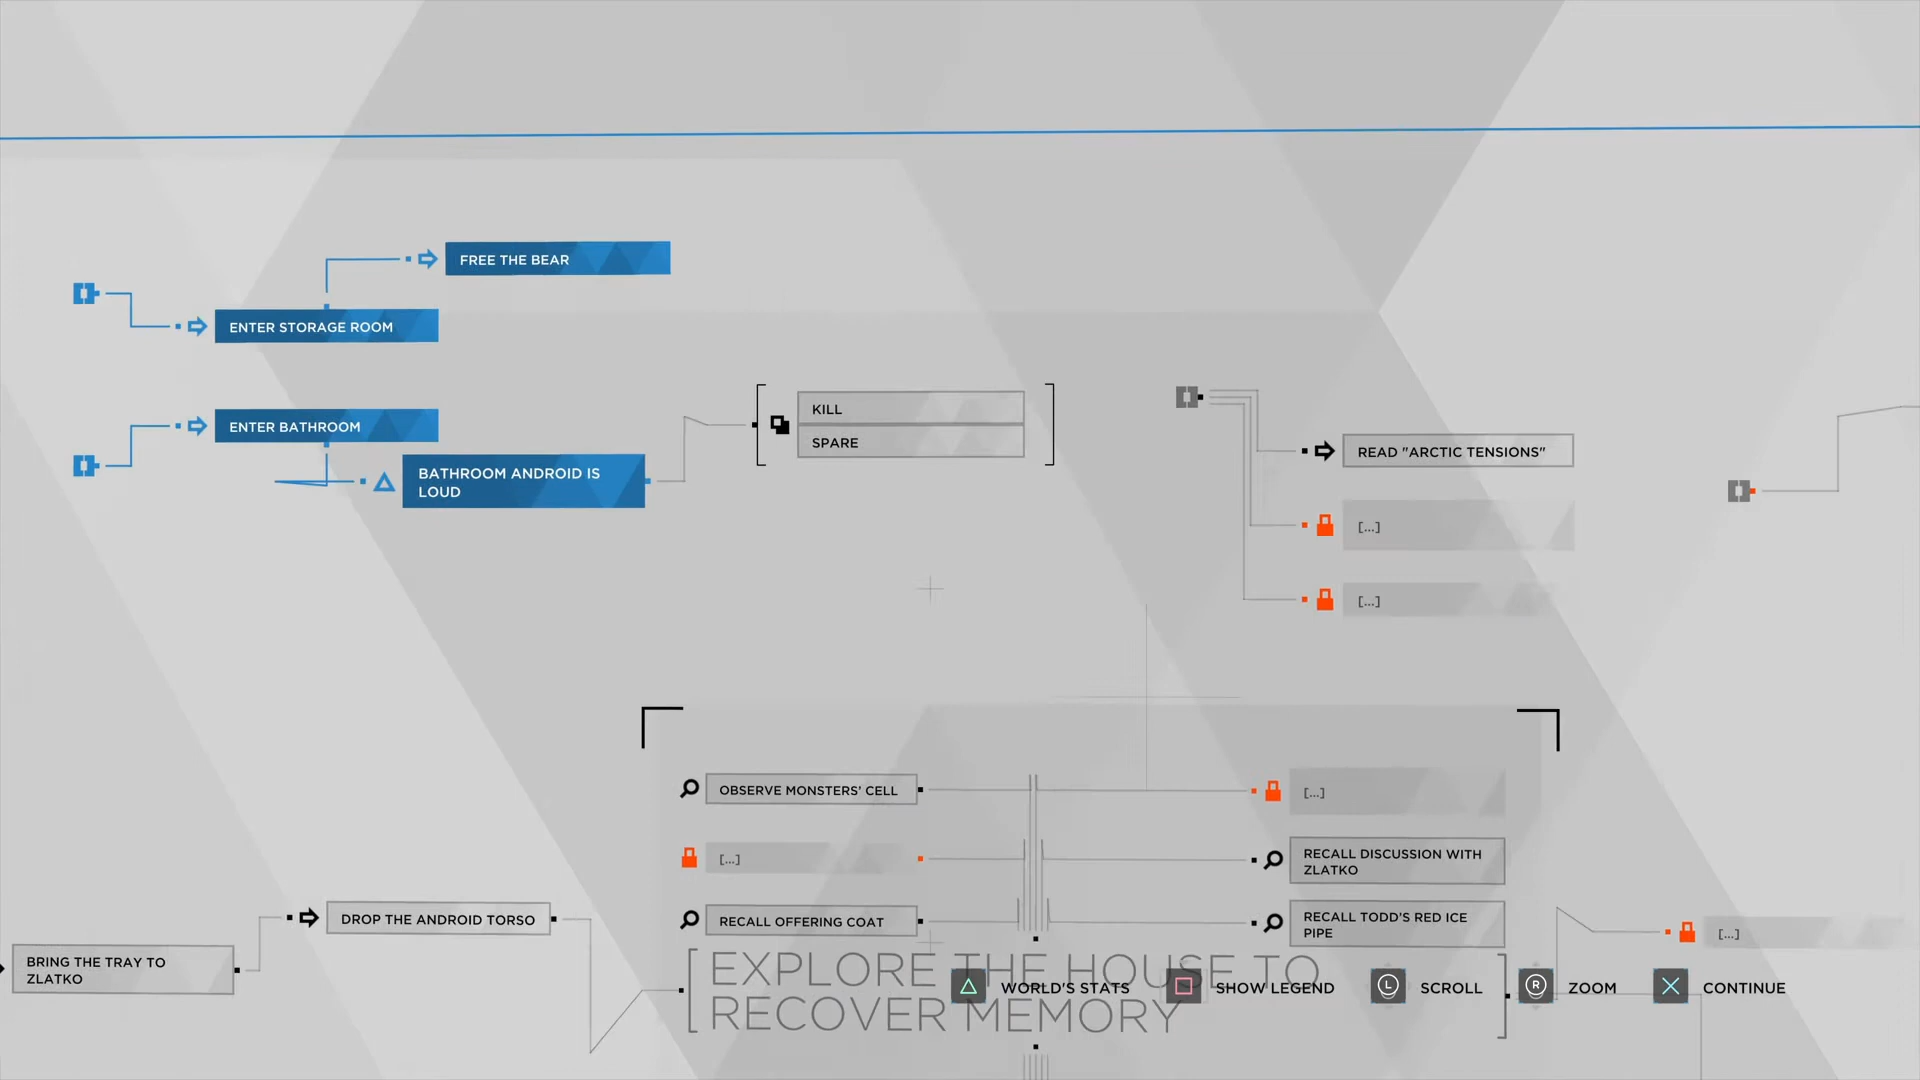 FREE THE BEAR
ENTER STORAGE ROOM
KILL
SPARE
ENTER BATHROOM
BATHROOM ANDROID IS
LOUD
READ "ARCTIC TENSIONS"
[...]
[...]
OBSERVE MONSTERS' CELL
[...]
[...]
RECALL DISCUSSION WITH
ZLATKO
RECALL OFFERING COAT
RECALL TODD'S RED ICE
PIPE
DROP THE ANDROID TORSO
[...]
BRING THE TRAY TO
ZLATKO
EXPLORE THE HOUSE TO
RECOVER MEMORY
WORLD'S STATS
SHOW LEGEND
L
SCROLL
R
ZOOM
CONTINUE